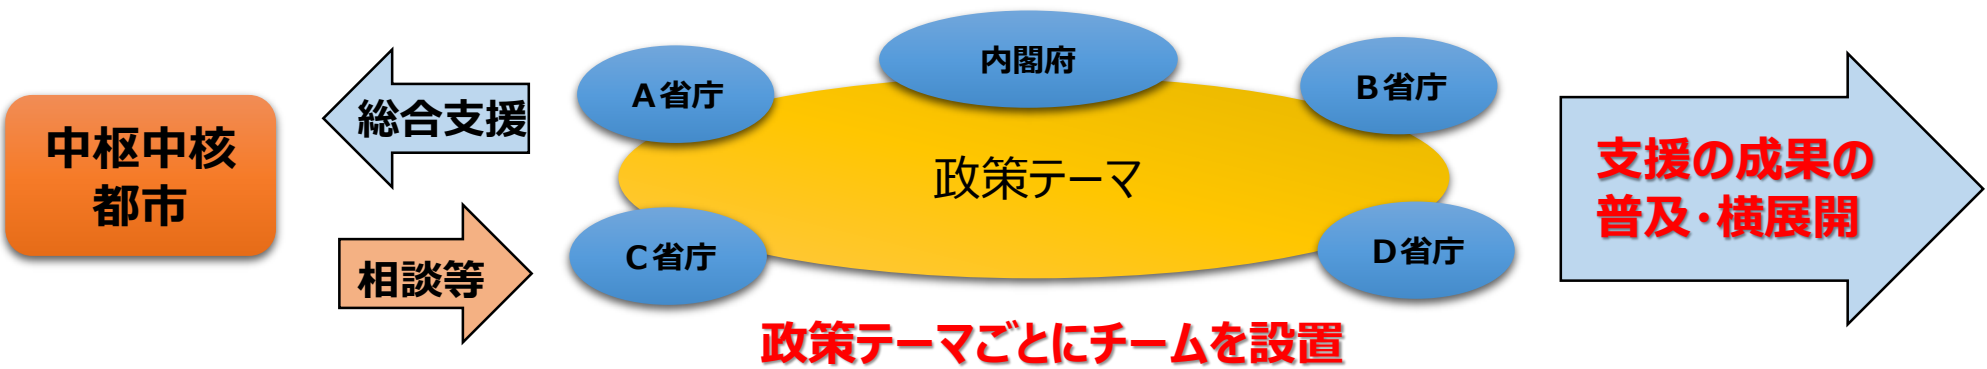 中枢中核
都市
総合支援
相談等
A省庁
内閣府
B省庁
政策テーマ
C省庁
D省庁
政策テーマごとにチームを設置
支援の成果の
普及・横展開